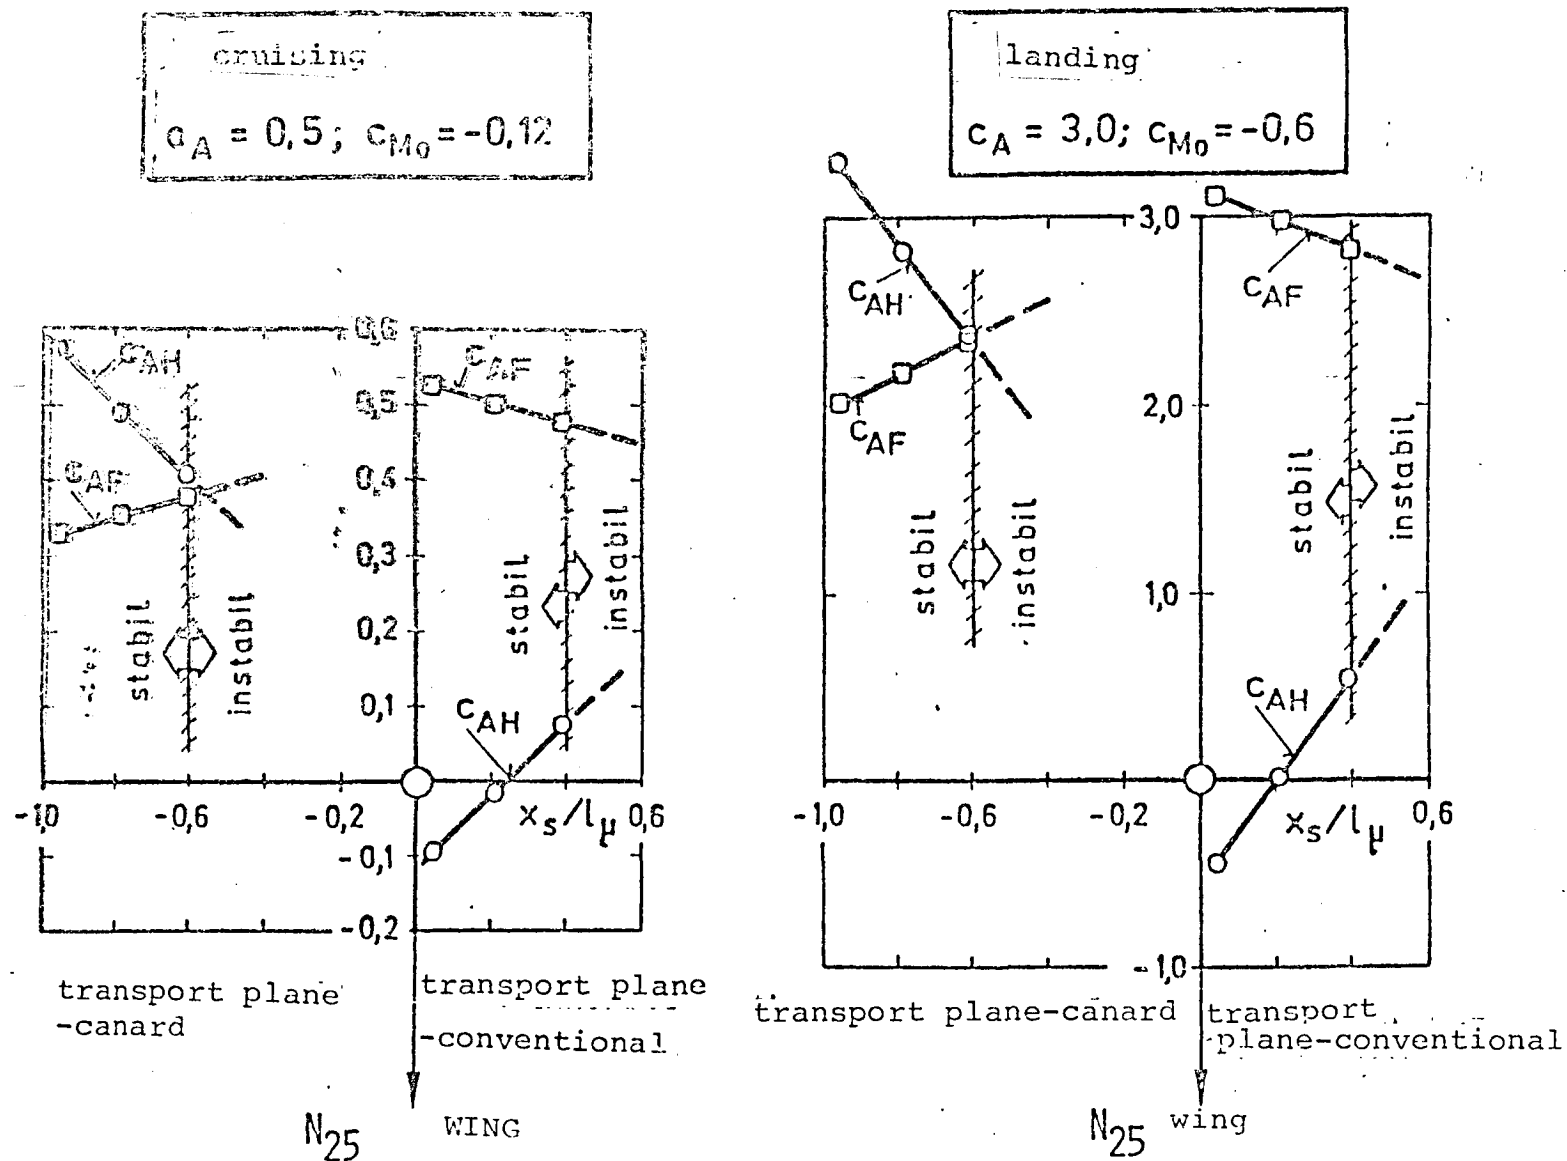 cruising
c_A = 0,5; c_Mo = -0,12
0,6
0,5
0,4
0,3
0,2
0,1
-0,1
-0,2
c_AH
c_AF
c_AF
c_AH
stabil
instabil
stabil
instabil
-1,0
-0,6
-0,2
x_s/l_μ
0,6
transport plane
-canard
transport plane
-conventional
N_25
WING
landing
c_A = 3,0; c_Mo = -0,6
3,0
2,0
1,0
-1,0
c_AH
c_AF
c_AF
c_AH
stabil
instabil
stabil
instabil
-1,0
-0,6
-0,2
x_s/l_μ
0,6
transport plane-canard
transport
plane-conventional
N_25
wing